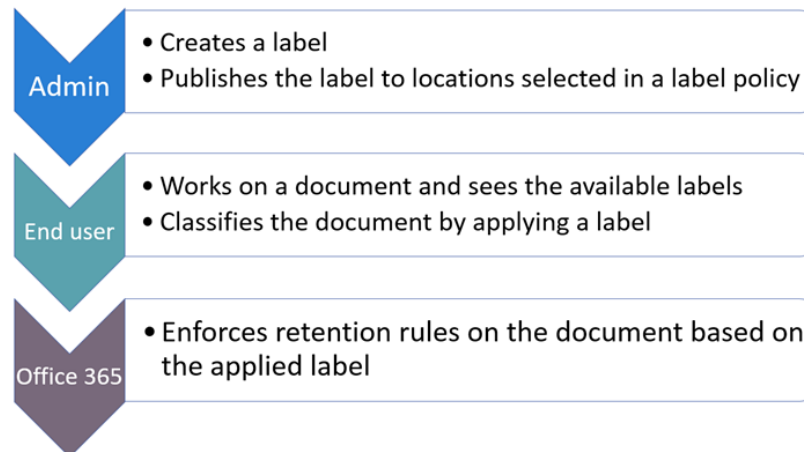 Admin
• Creates a label
• Publishes the label to locations selected in a label policy
End user
• Works on a document and sees the available labels
• Classifies the document by applying a label
Office 365
• Enforces retention rules on the document based on
the applied label